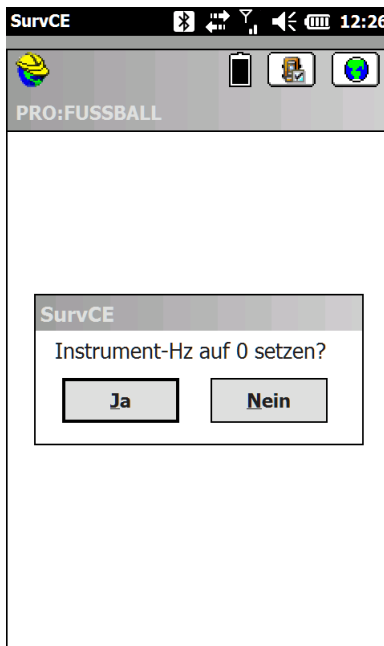 SurvCE 12:26
PRO:FUSSBALL
SurvCE
Instrument-Hz auf 0 setzen?
Ja Nein